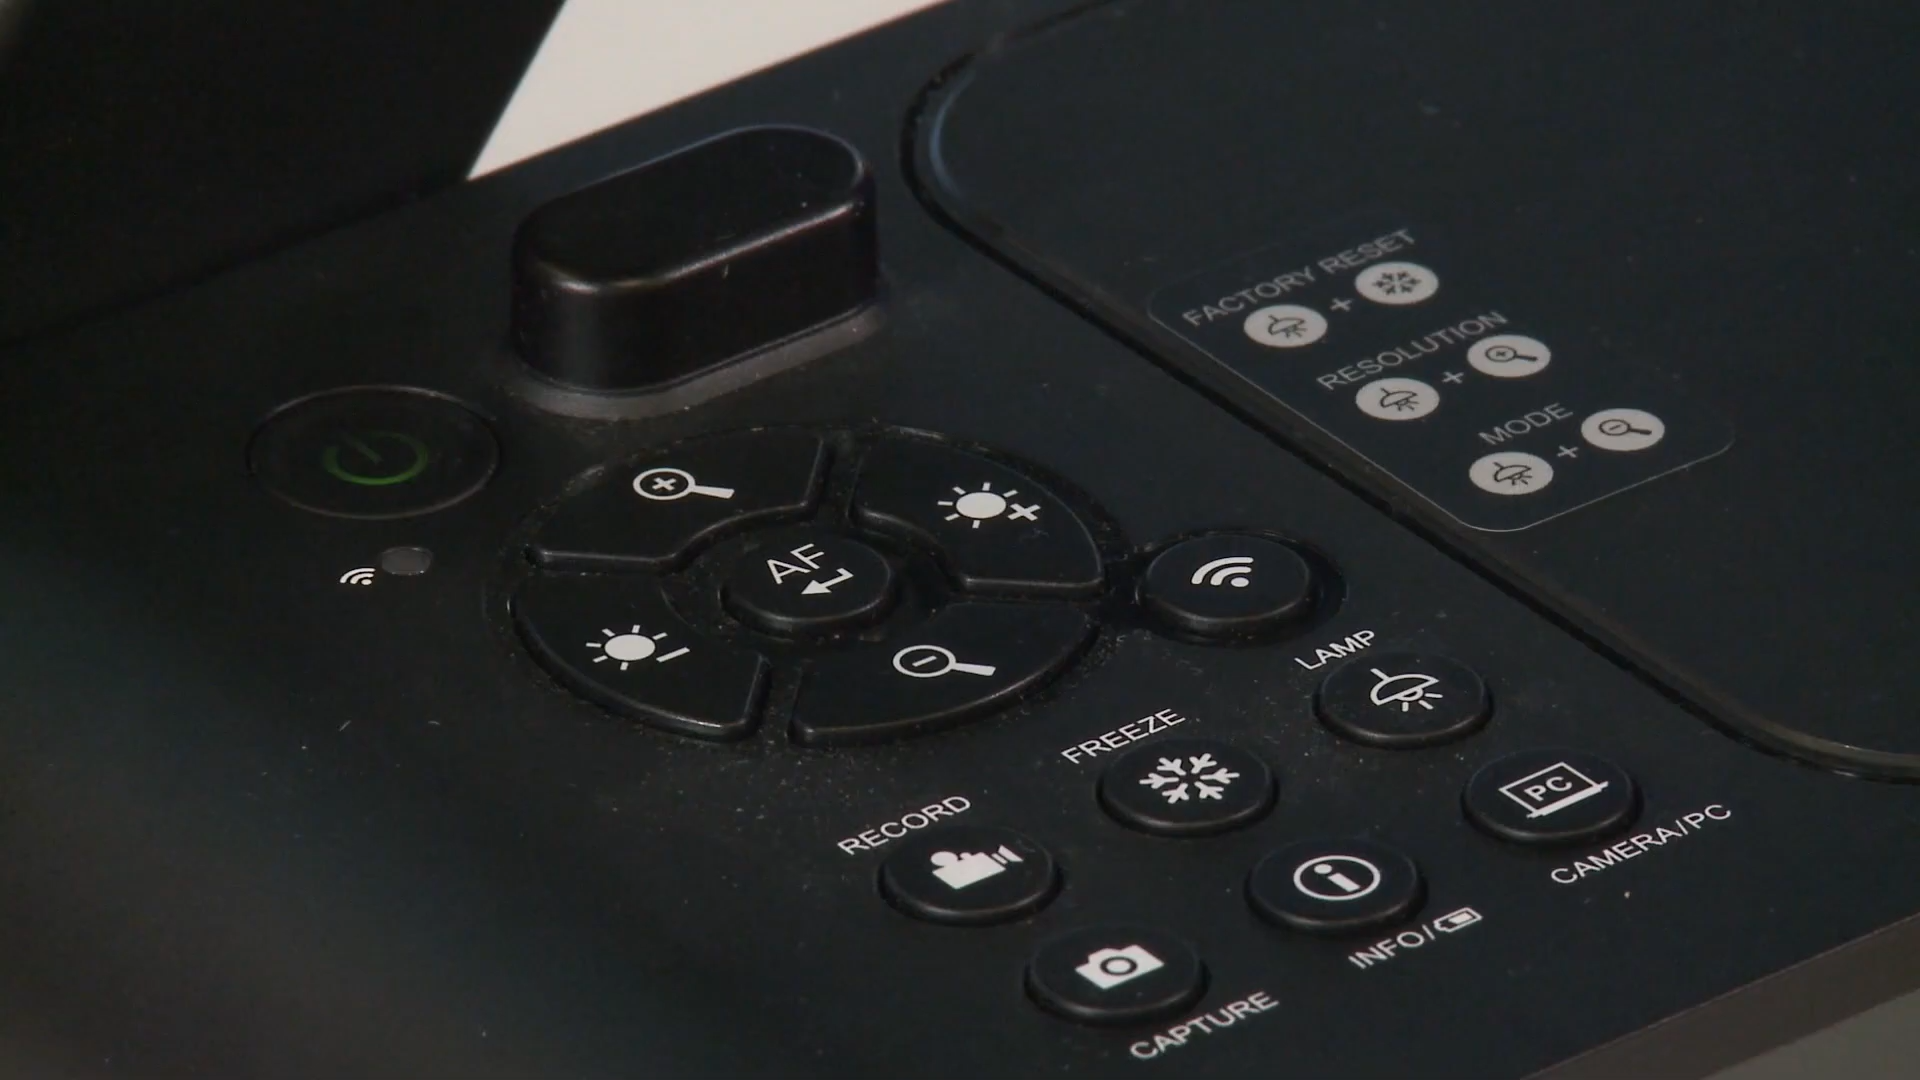 FACTORY RESET
+
RESOLUTION
+
MODE
+
AF
LAMP
FREEZE
RECORD
PC
CAMERA/PC
INFO/
CAPTURE